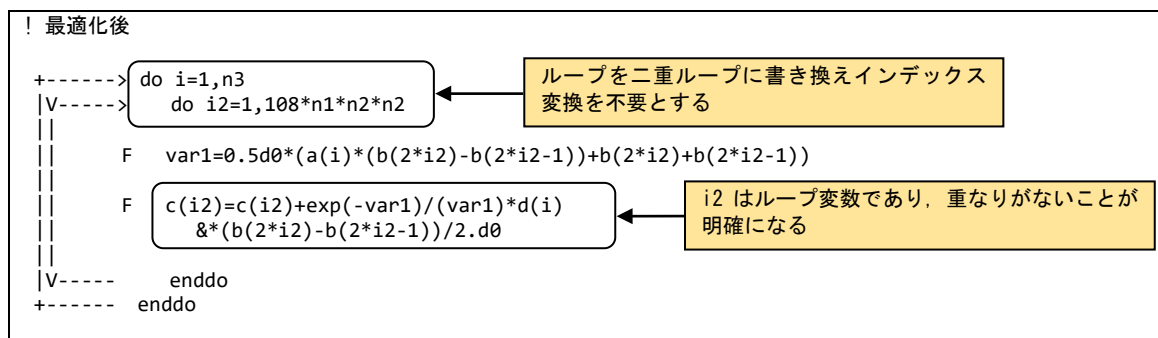 ! 最適化後
+------> do i=1,n3
|V-----> do i2=1,108*n1*n2*n2
ループを二重ループに書き換えインデックス
変換を不要とする
||
|| F var1=0.5d0*(a(i)*(b(2*i2)-b(2*i2-1))+b(2*i2)+b(2*i2-1))
||
|| F c(i2)=c(i2)+exp(-var1)/(var1)*d(i)
|| &*(b(2*i2)-b(2*i2-1))/2.d0
i2 はループ変数であり，重なりがないことが
明確になる
||
|V----- enddo
+------ enddo